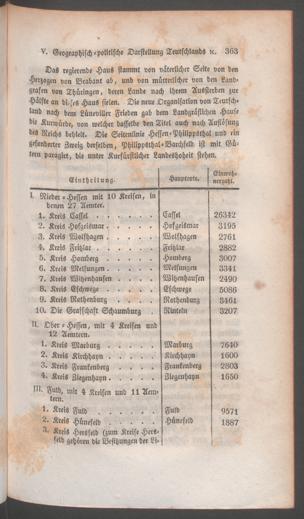 V. Geographisch-politische Darstellung Teutschlands ꝛc. 363
Das regierende Haus stammt von väterlicher Seite von den
Herzogen von Brabant ab, und von mütterlicher von den Land-
grafen von Thüringen, deren Lande nach ihrem Aussterben zur
Hälfte an dieses Haus fielen. Die neue Organisation von Teutsch-
land nach dem Lüneviller Frieden gab dem Landgräflichen Hause
die Kurwürde, von welcher dasselbe den Titel auch nach Auflösung
des Reichs behielt. Die Seitenlinie Hessen-Philippsthal und ein
gesonderter Zweig derselben, Philippsthal-Barchfeld ist mit Gü-
tern paragirt, die unter Kurfürstlicher Landeshoheit stehen.
Eintheilung. Hauptorte. Einwoh-
nerzahl.
I. Nieder-Hessen mit 10 Kreisen, in
denen 27 Aemter.
1. Kreis Cassel . . . . . Cassel 26342
2. Kreis Hofgeismar . . . . Hofgeismar 3195
3. Kreis Wolfhagen . . . . Wolfhagen 2761
4. Kreis Fritzlar . . . . . Fritzlar 2882
5. Kreis Homberg . . . . . Homberg 3007
6. Kreis Melsungen . . . . Melsungen 3341
7. Kreis Witzenhausen . . . . Witzenhausen 2490
8. Kreis Eschwege . . . . . Eschwege 5086
9. Kreis Rothenburg . . . . Rothenburg 3461
10. Die Grafschaft Schaumburg . Rinteln 3207
II. Ober-Hessen, mit 4 Kreisen und
12 Aemtern.
1. Kreis Marburg . . . . . Marburg 7640
2. Kreis Kirchhayn . . . . Kirchhayn 1600
3. Kreis Frankenberg . . . . Frankenberg 2803
4. Kreis Ziegenhayn . . . . Ziegenhayn 1650
III. Fuld, mit 4 Kreisen und 11 Aem-
tern.
1. Kreis Fuld . . . . . . Fuld 9571
2. Kreis Hünefeld . . . . . Hünefeld 1887
3. Kreis Hersfeld (zum Kreise Hers-
feld gehören die Besitzungen der Li-